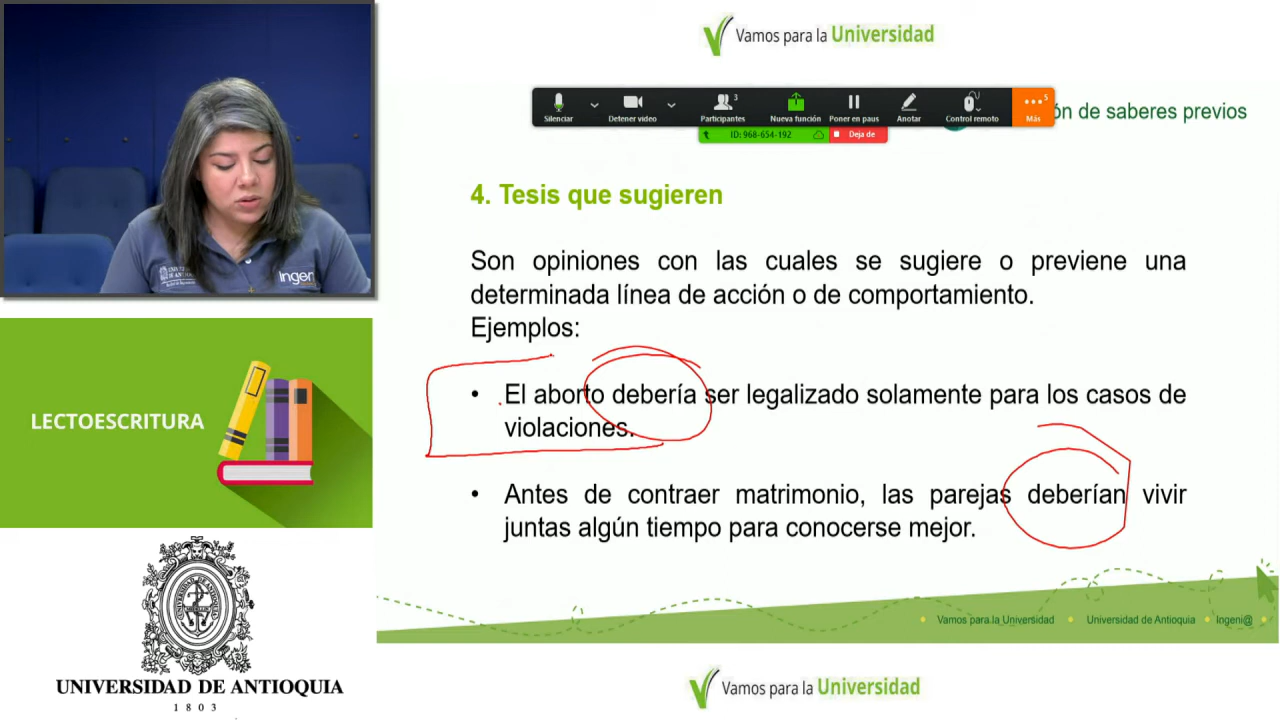 Vamos para la Universidad
Silenciar
Detener video
3
Participantes
Nueva función
Poner en paus
Anotar
Control remoto
5
Más
ID: 968-654-192
Deja de
ón de saberes previos
4. Tesis que sugieren
Son opiniones con las cuales se sugiere o previene una
determinada línea de acción o de comportamiento.
Ejemplos:
• El aborto debería ser legalizado solamente para los casos de
violaciones.
• Antes de contraer matrimonio, las parejas deberían vivir
juntas algún tiempo para conocerse mejor.
Ingeni
LECTOESCRITURA
UNIVERSIDAD DE ANTIOQUIA
1803
Vamos para la Universidad
Universidad de Antioquia
Ingeni@
Vamos para la Universidad